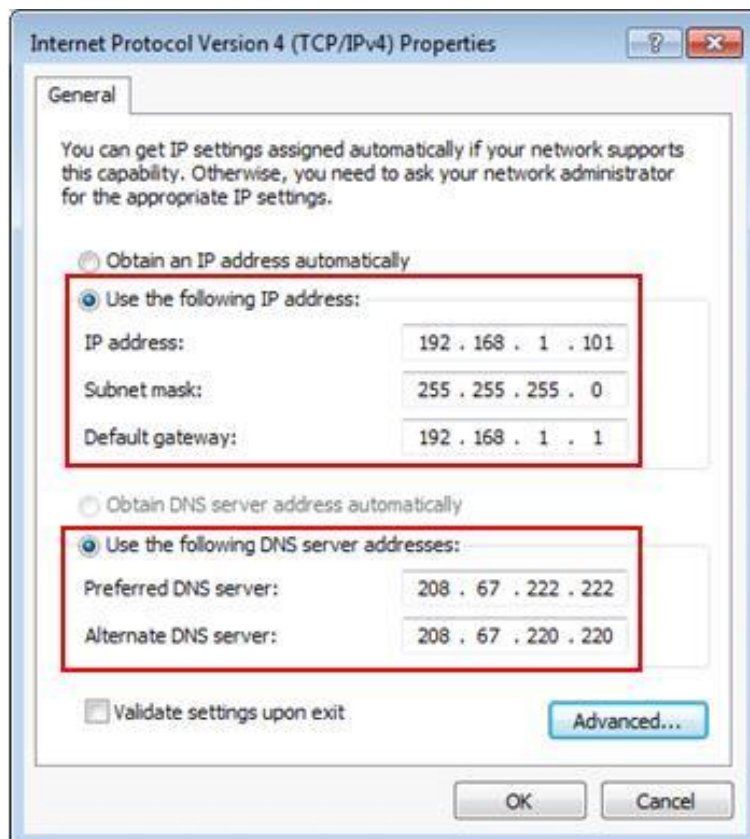 Internet Protocol Version 4 (TCP/IPv4) Properties
General
You can get IP settings assigned automatically if your network supports
this capability. Otherwise, you need to ask your network administrator
for the appropriate IP settings.
Obtain an IP address automatically
Use the following IP address:
IP address: 192 . 168 . 1 . 101
Subnet mask: 255 . 255 . 255 . 0
Default gateway: 192 . 168 . 1 . 1
Obtain DNS server address automatically
Use the following DNS server addresses:
Preferred DNS server: 208 . 67 . 222 . 222
Alternate DNS server: 208 . 67 . 220 . 220
Validate settings upon exit
Advanced...
OK Cancel